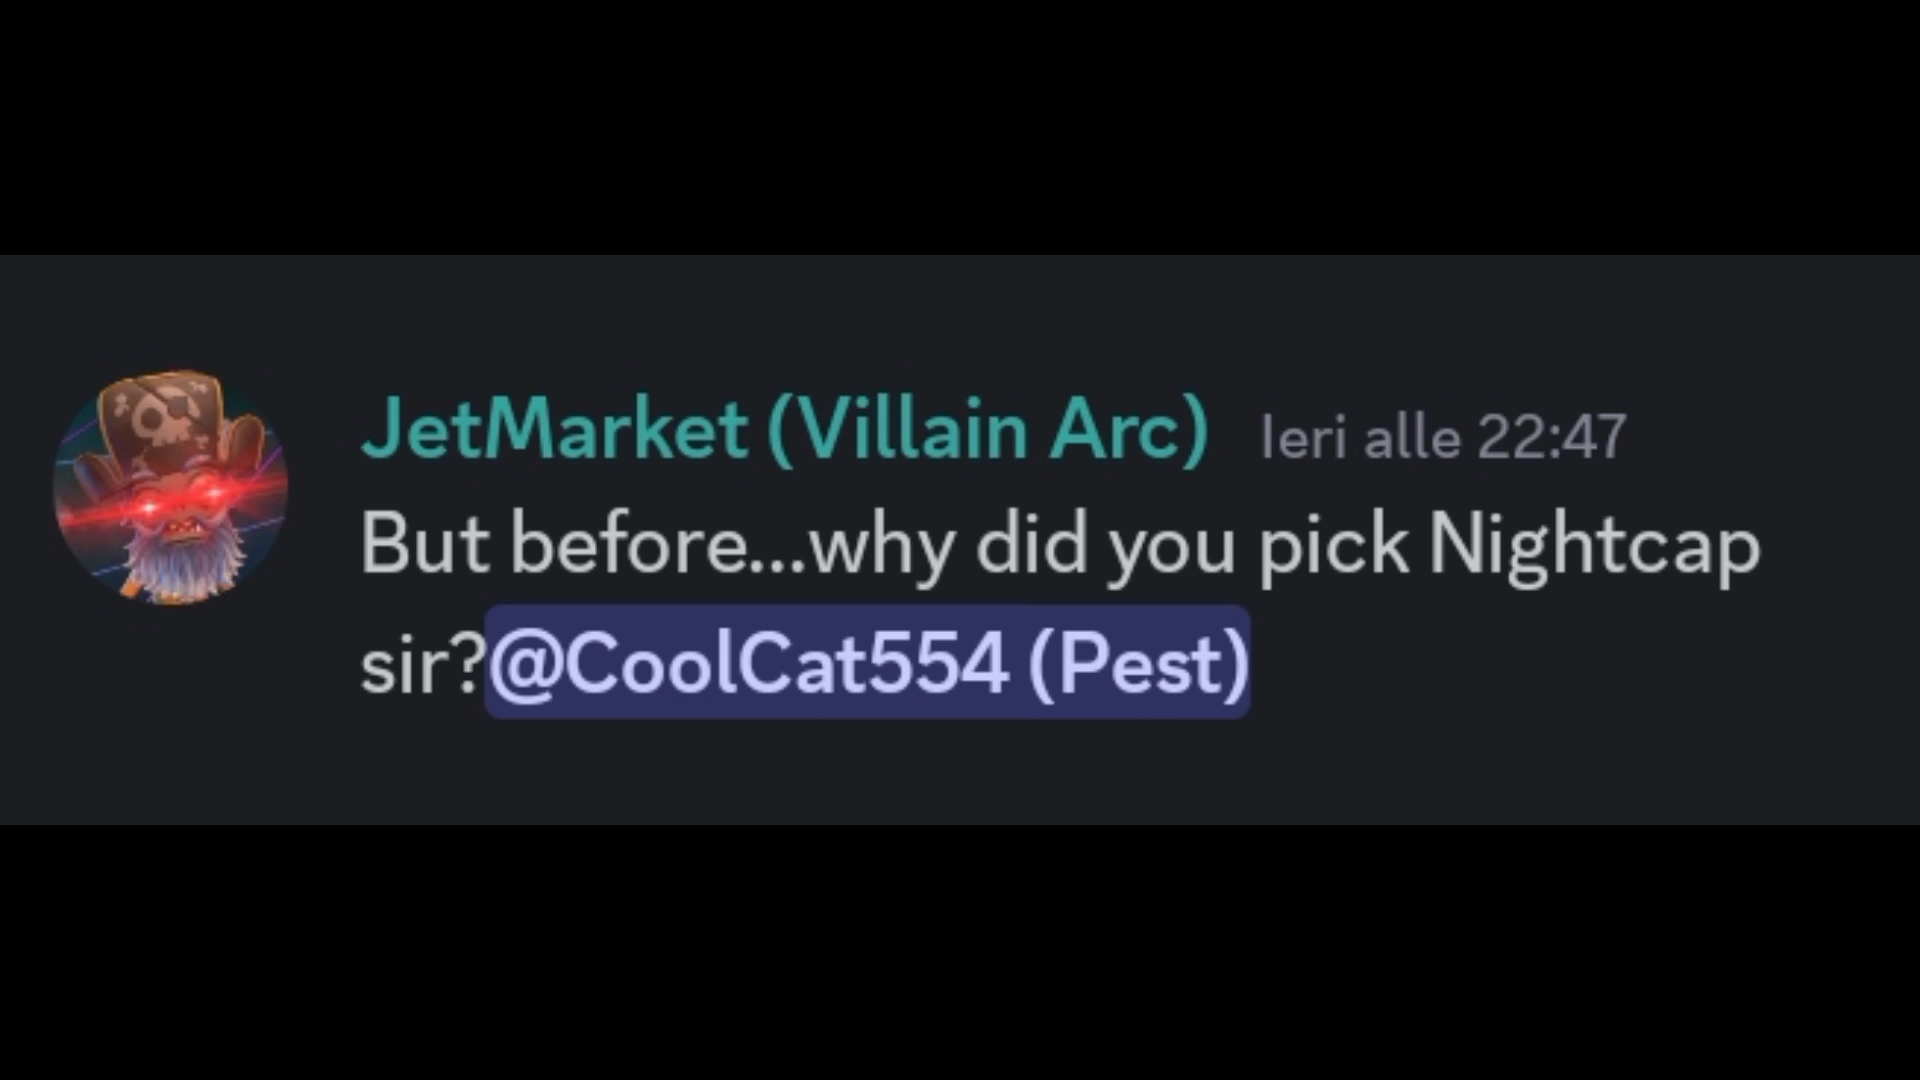 JetMarket (Villain Arc) Ieri alle 22:47
But before...why did you pick Nightcap
sir?@CoolCat554 (Pest)